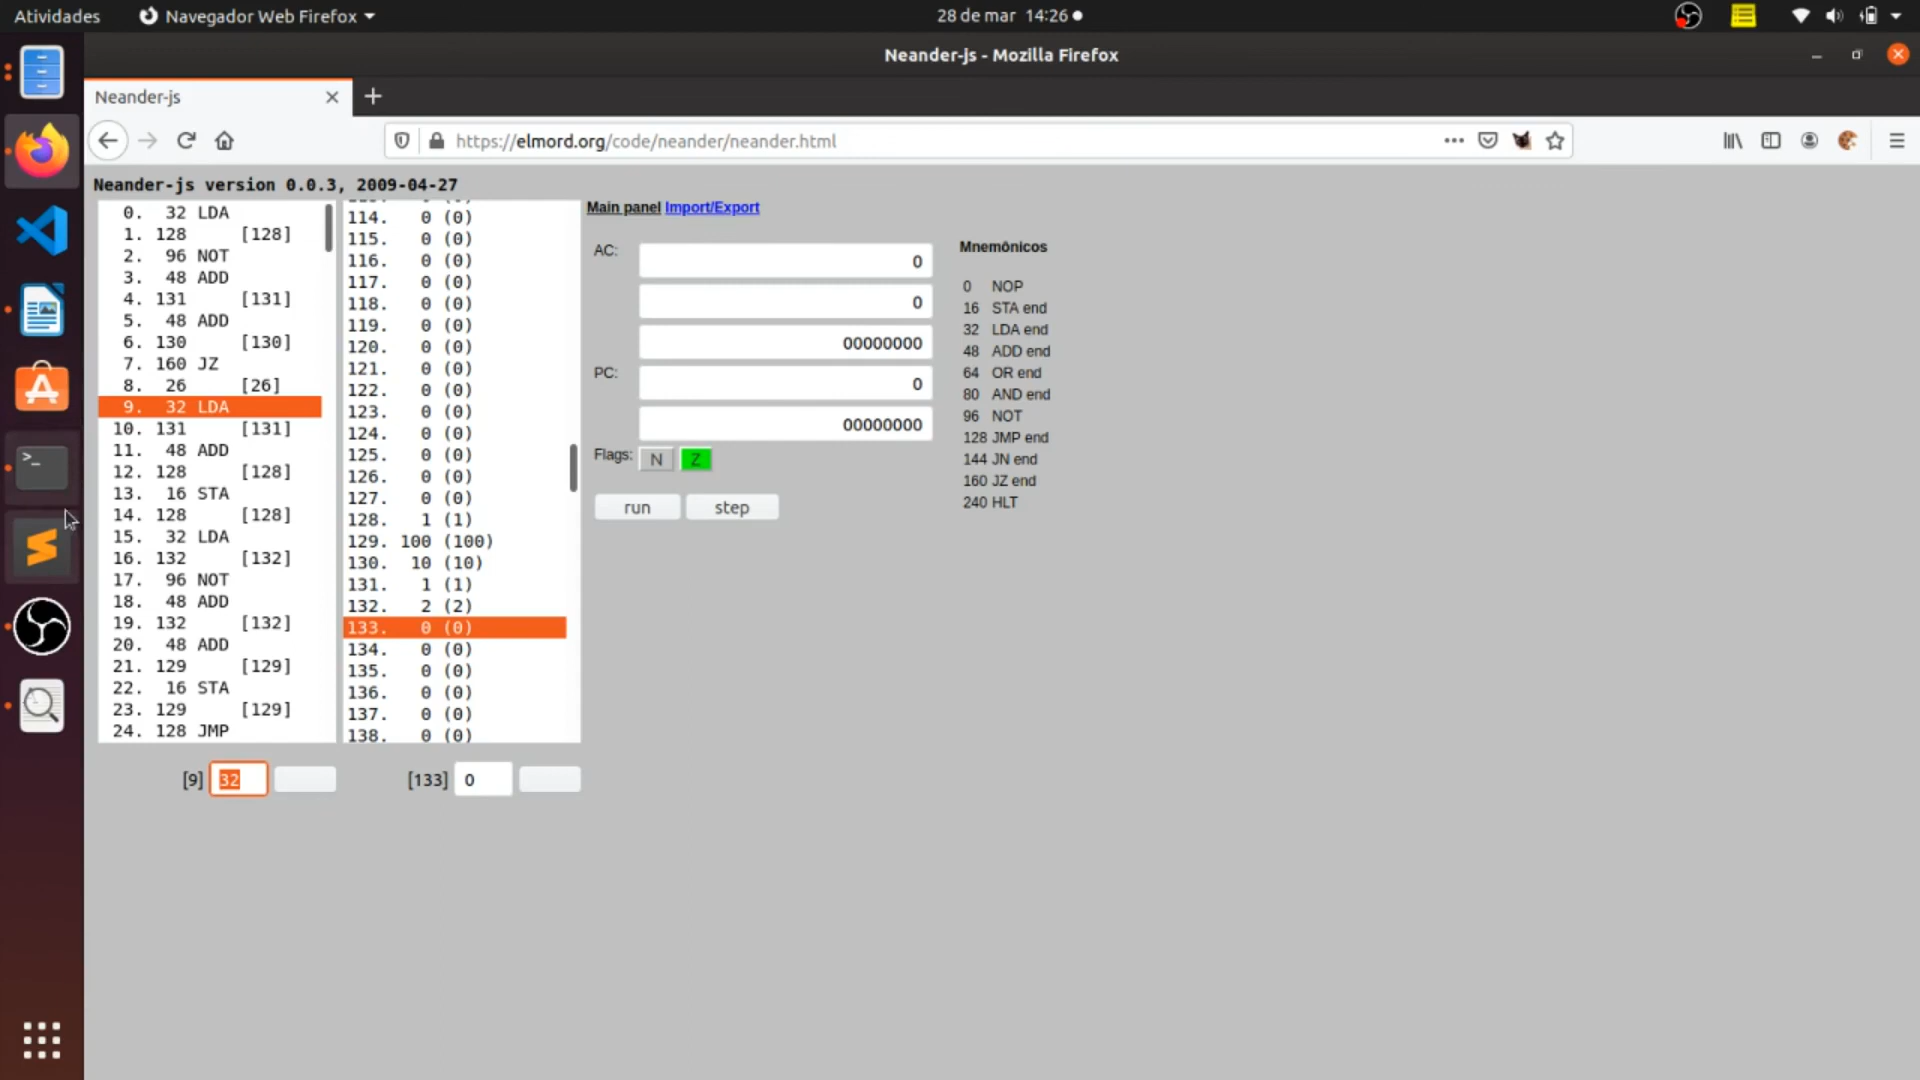 Atividades
Navegador Web Firefox
28 de mar 14:26
Neander-js - Mozilla Firefox
Neander-js
https://elmord.org/code/neander/neander.html
Neander-js version 0.0.3, 2009-04-27
0. 32 LDA
1. 128 [128]
2. 96 NOT
3. 48 ADD
4. 131 [131]
5. 48 ADD
6. 130 [130]
7. 160 JZ
8. 26 [26]
9. 32 LDA
10. 131 [131]
11. 48 ADD
12. 128 [128]
13. 16 STA
14. 128 [128]
15. 32 LDA
16. 132 [132]
17. 96 NOT
18. 48 ADD
19. 132 [132]
20. 48 ADD
21. 129 [129]
22. 16 STA
23. 129 [129]
24. 128 JMP
114. 0 (0)
115. 0 (0)
116. 0 (0)
117. 0 (0)
118. 0 (0)
119. 0 (0)
120. 0 (0)
121. 0 (0)
122. 0 (0)
123. 0 (0)
124. 0 (0)
125. 0 (0)
126. 0 (0)
127. 0 (0)
128. 1 (1)
129. 100 (100)
130. 10 (10)
131. 1 (1)
132. 2 (2)
133. 0 (0)
134. 0 (0)
135. 0 (0)
136. 0 (0)
137. 0 (0)
138. 0 (0)
[9] 32
[133] 0
Main panel Import/Export
AC: 0
0
00000000
PC: 0
00000000
Flags: N Z
run step
Mnemônicos
0 NOP
16 STA end
32 LDA end
48 ADD end
64 OR end
80 AND end
96 NOT
128 JMP end
144 JN end
160 JZ end
240 HLT